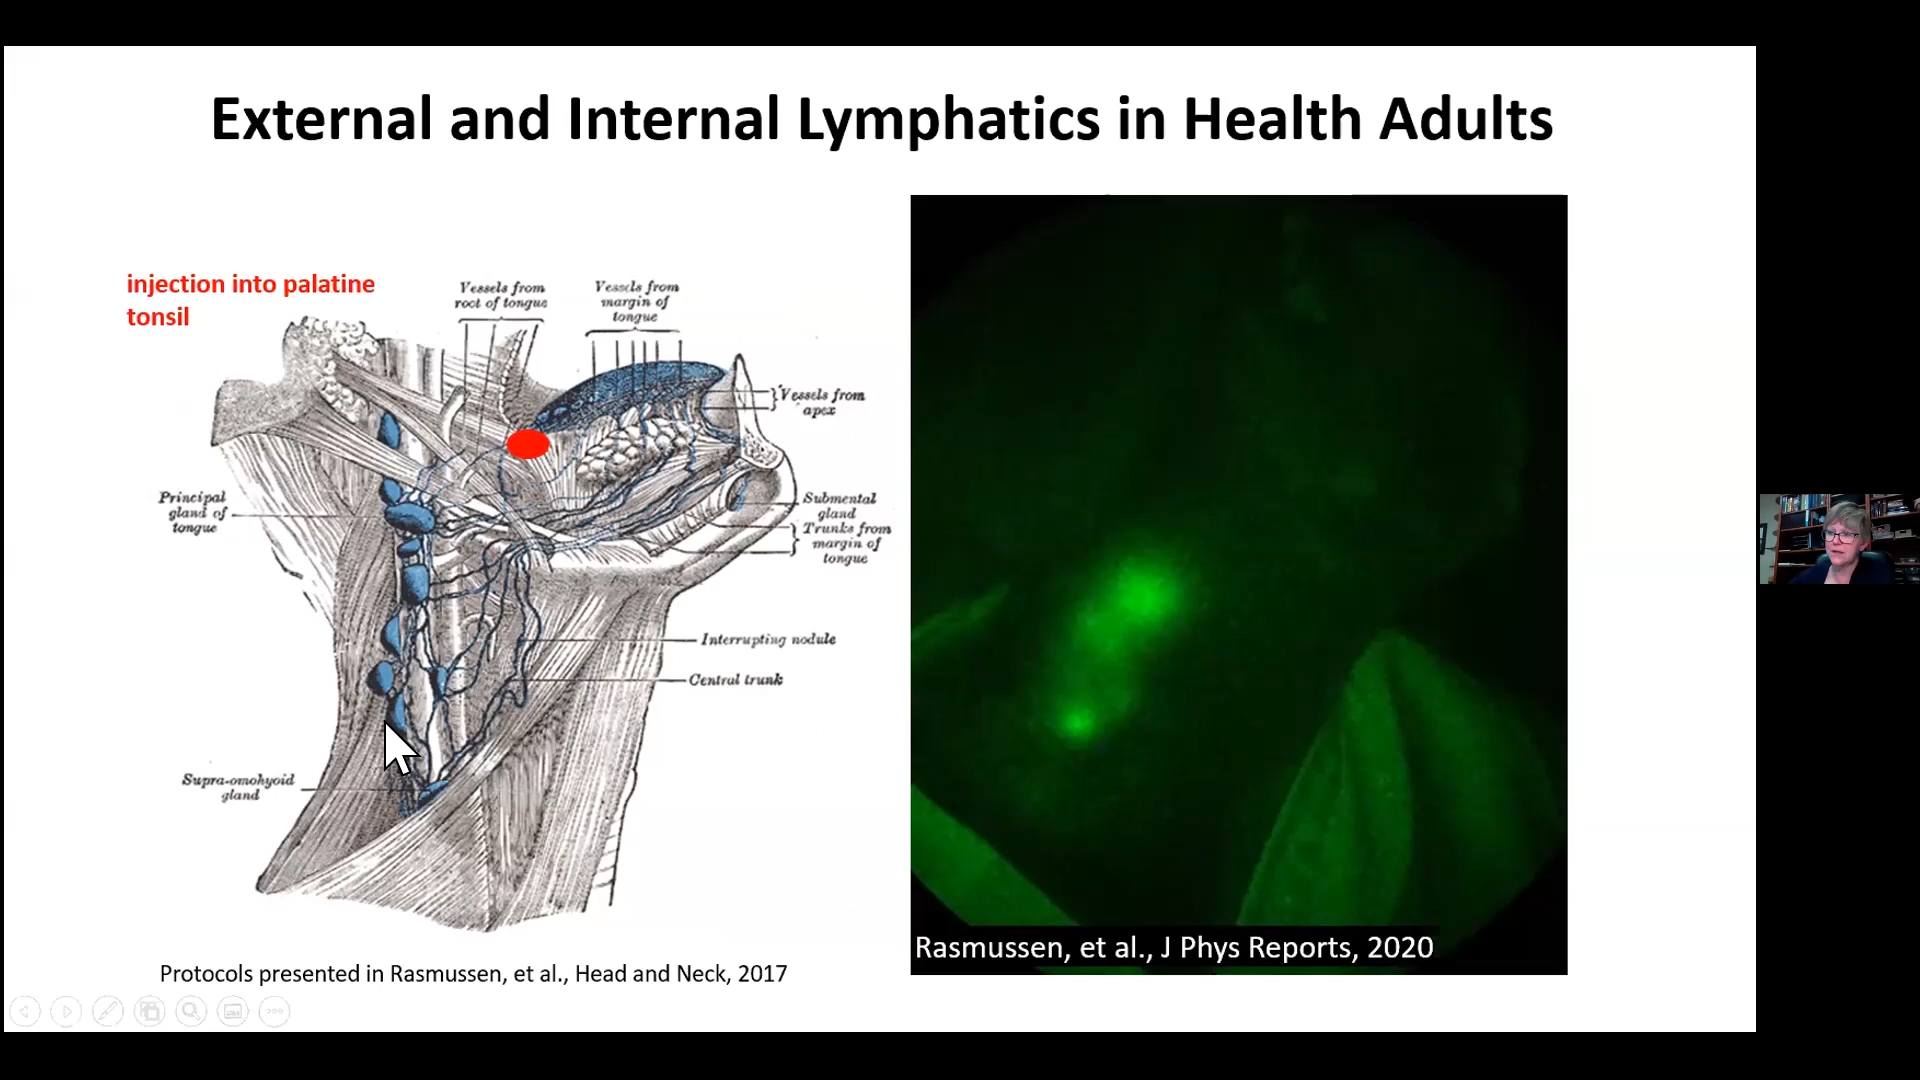 External and Internal Lymphatics in Health Adults
injection into palatine
tonsil
Vessels from
root of tongue
Vessels from
margin of
tongue
Vessels from
apex
Principal
gland of
tongue
Submental
gland
Trunks from
margin of
tongue
Interrupting nodule
Central trunk
Supra-omohyoid
gland
Rasmussen, et al., J Phys Reports, 2020
Protocols presented in Rasmussen, et al., Head and Neck, 2017